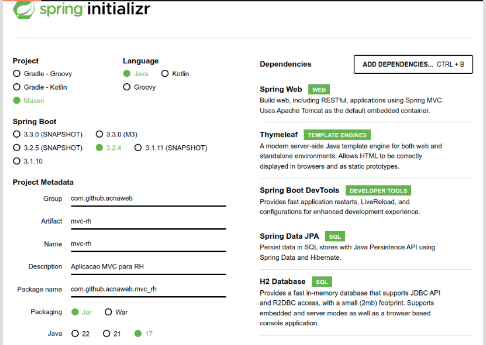 spring initializr
Project
Gradle - Groovy
Gradle - Kotlin
Maven
Language
Java Kotlin
Groovy
Spring Boot
3.3.0 (SNAPSHOT) 3.3.0 (M3)
3.2.5 (SNAPSHOT) 3.2.4 3.1.11 (SNAPSHOT)
3.1.10
Project Metadata
Group com.github.acnaweb
Artifact mvc-rh
Name mvc-rh
Description Aplicacao MVC para RH
Package name com.github.acnaweb.mvc_rh
Packaging Jar War
Java 22 21 17
Dependencies ADD DEPENDENCIES... CTRL + B
Spring Web WEB
Build web, including RESTful, applications using Spring MVC.
Uses Apache Tomcat as the default embedded container.
Thymeleaf TEMPLATE ENGINES
A modern server-side Java template engine for both web and
standalone environments. Allows HTML to be correctly
displayed in browsers and as static prototypes.
Spring Boot DevTools DEVELOPER TOOLS
Provides fast application restarts, LiveReload, and
configurations for enhanced development experience.
Spring Data JPA SQL
Persist data in SQL stores with Java Persistence API using
Spring Data and Hibernate.
H2 Database SQL
Provides a fast in-memory database that supports JDBC API
and R2DBC access, with a small (2mb) footprint. Supports
embedded and server modes as well as a browser based
console application.